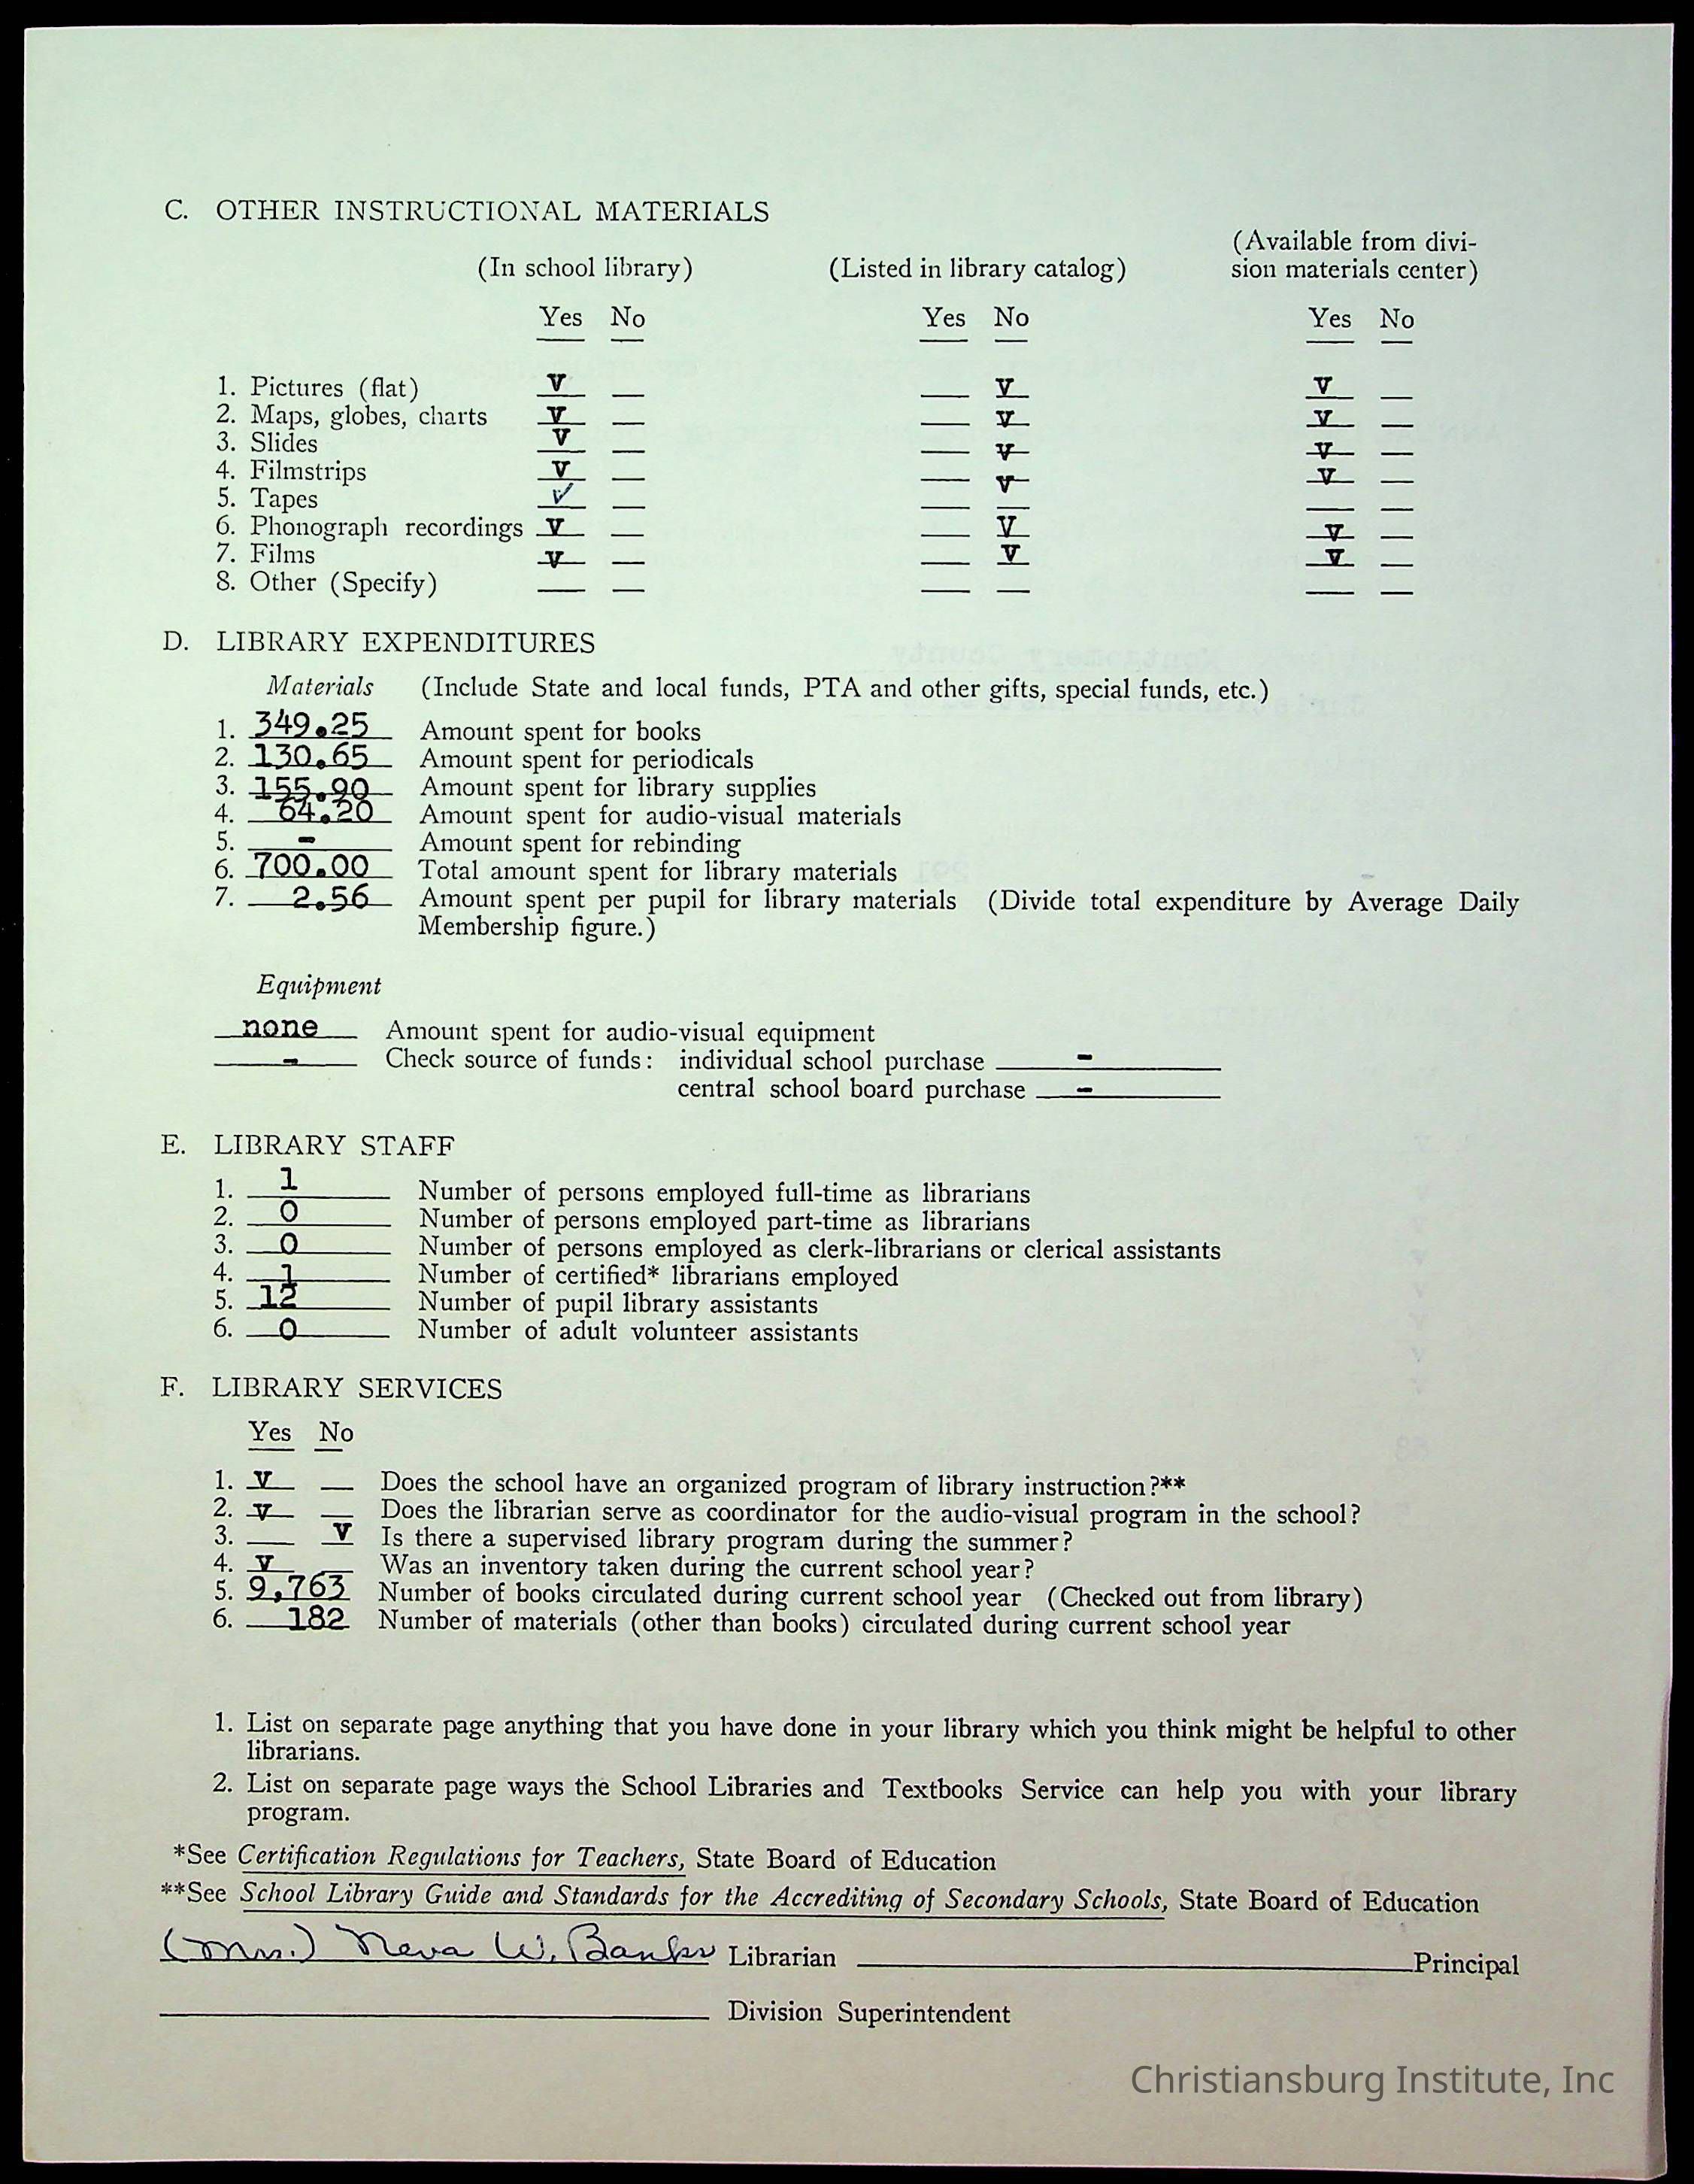 C. OTHER INSTRUCTIONAL MATERIALS
(In school library) (Listed in library catalog) (Available from divi-
sion materials center)
Yes No Yes No Yes No
1. Pictures (flat) V V V
2. Maps, globes, charts V V V
3. Slides V V V
4. Filmstrips V V V
5. Tapes ✓
6. Phonograph recordings V V V
7. Films V V V
8. Other (Specify)
D. LIBRARY EXPENDITURES
Materials (Include State and local funds, PTA and other gifts, special funds, etc.)
1. 349.25 Amount spent for books
2. 130.65 Amount spent for periodicals
3. 155.90 Amount spent for library supplies
4. 64.20 Amount spent for audio-visual materials
5. - Amount spent for rebinding
6. 700.00 Total amount spent for library materials
7. 2.56 Amount spent per pupil for library materials (Divide total expenditure by Average Daily
Membership figure.)
Equipment
none Amount spent for audio-visual equipment
- Check source of funds: individual school purchase -
central school board purchase -
E. LIBRARY STAFF
1. 1 Number of persons employed full-time as librarians
2. 0 Number of persons employed part-time as librarians
3. 0 Number of persons employed as clerk-librarians or clerical assistants
4. 1 Number of certified* librarians employed
5. 12 Number of pupil library assistants
6. 0 Number of adult volunteer assistants
F. LIBRARY SERVICES
Yes No
1. V Does the school have an organized program of library instruction?**
2. V Does the librarian serve as coordinator for the audio-visual program in the school?
3. V Is there a supervised library program during the summer?
4. V Was an inventory taken during the current school year?
5. 9,763 Number of books circulated during current school year (Checked out from library)
6. 182 Number of materials (other than books) circulated during current school year
1. List on separate page anything that you have done in your library which you think might be helpful to other
librarians.
2. List on separate page ways the School Libraries and Textbooks Service can help you with your library
program.
*See Certification Regulations for Teachers, State Board of Education
**See School Library Guide and Standards for the Accrediting of Secondary Schools, State Board of Education
(Mrs.) Neva W. Banks Librarian Principal
Division Superintendent
Christiansburg Institute, Inc